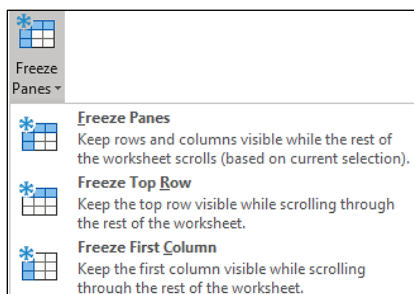 Freeze
Panes
Freeze Panes
Keep rows and columns visible while the rest of
the worksheet scrolls (based on current selection).
Freeze Top Row
Keep the top row visible while scrolling through
the rest of the worksheet.
Freeze First Column
Keep the first column visible while scrolling
through the rest of the worksheet.